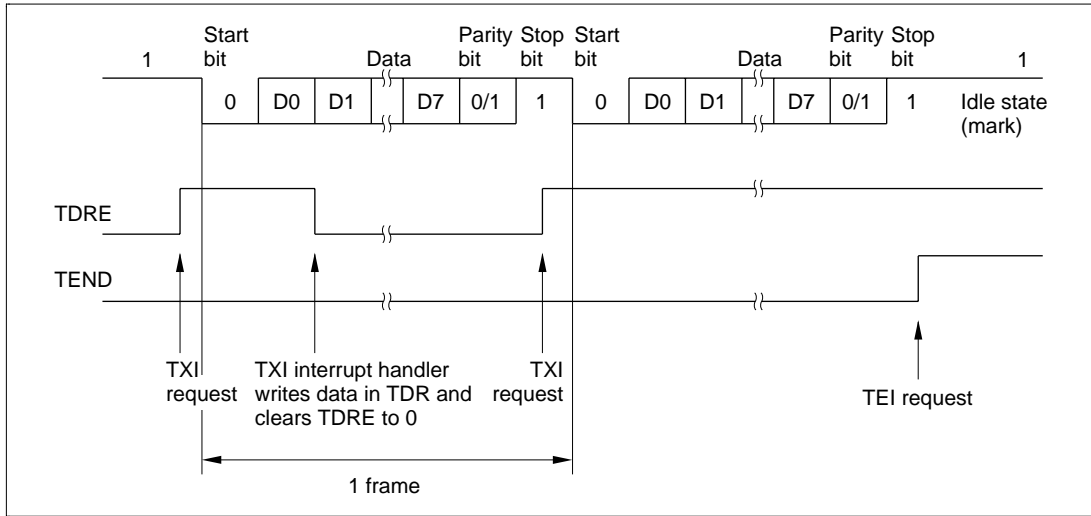 Start Parity Stop Start Parity Stop
1 bit Data bit bit bit Data bit bit 1
0 D0 D1 D7 0/1 1 0 D0 D1 D7 0/1 1 Idle state
(mark)
TDRE
TEND
TXI TXI interrupt handler TXI
request writes data in TDR and request TEI request
clears TDRE to 0
1 frame